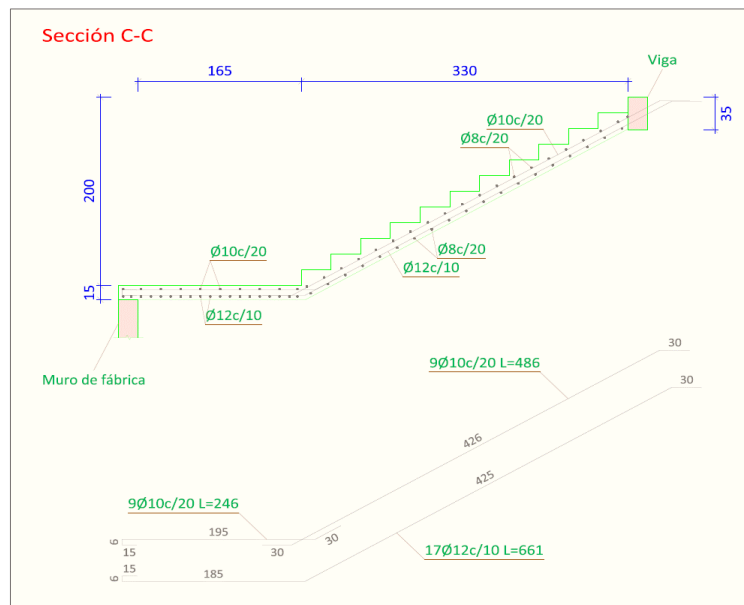 Sección C-C
165
330
Viga
35
Ø10c/20
Ø8c/20
200
Ø10c/20
Ø8c/20
Ø12c/10
15
Ø12c/10
Muro de fábrica
30
9Ø10c/20 L=486
30
426
425
9Ø10c/20 L=246
195
30
6
15
30
15
17Ø12c/10 L=661
6
185